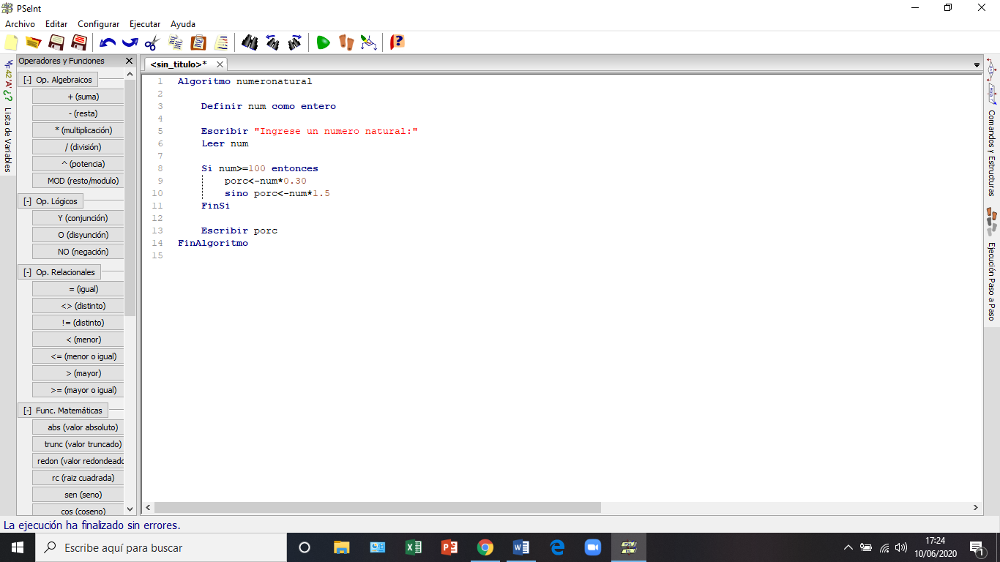 PSeInt
Archivo Editar Configurar Ejecutar Ayuda
Operadores y Funciones
<sin_titulo>*
[-] Op. Algebraicos
+ (suma)
- (resta)
* (multiplicación)
/ (división)
^ (potencia)
MOD (resto/modulo)
[-] Op. Lógicos
Y (conjunción)
O (disyunción)
NO (negación)
[-] Op. Relacionales
= (igual)
<> (distinto)
!= (distinto)
< (menor)
<= (menor o igual)
> (mayor)
>= (mayor o igual)
[-] Func. Matemáticas
abs (valor absoluto)
trunc (valor truncado)
redon (valor redondeado
rc (raiz cuadrada)
sen (seno)
cos (coseno)
*+42'A'¿? Lista de Variables
1 Algoritmo numeronatural
2
3 Definir num como entero
4
5 Escribir "Ingrese un numero natural:"
6 Leer num
7
8 Si num>=100 entonces
9 porc<-num*0.30
10 sino porc<-num*1.5
11 FinSi
12
13 Escribir porc
14 FinAlgoritmo
15
Comandos y Estructuras
Ejecución Paso a Paso
La ejecución ha finalizado sin errores.
Escribe aquí para buscar
17:24
10/06/2020
1